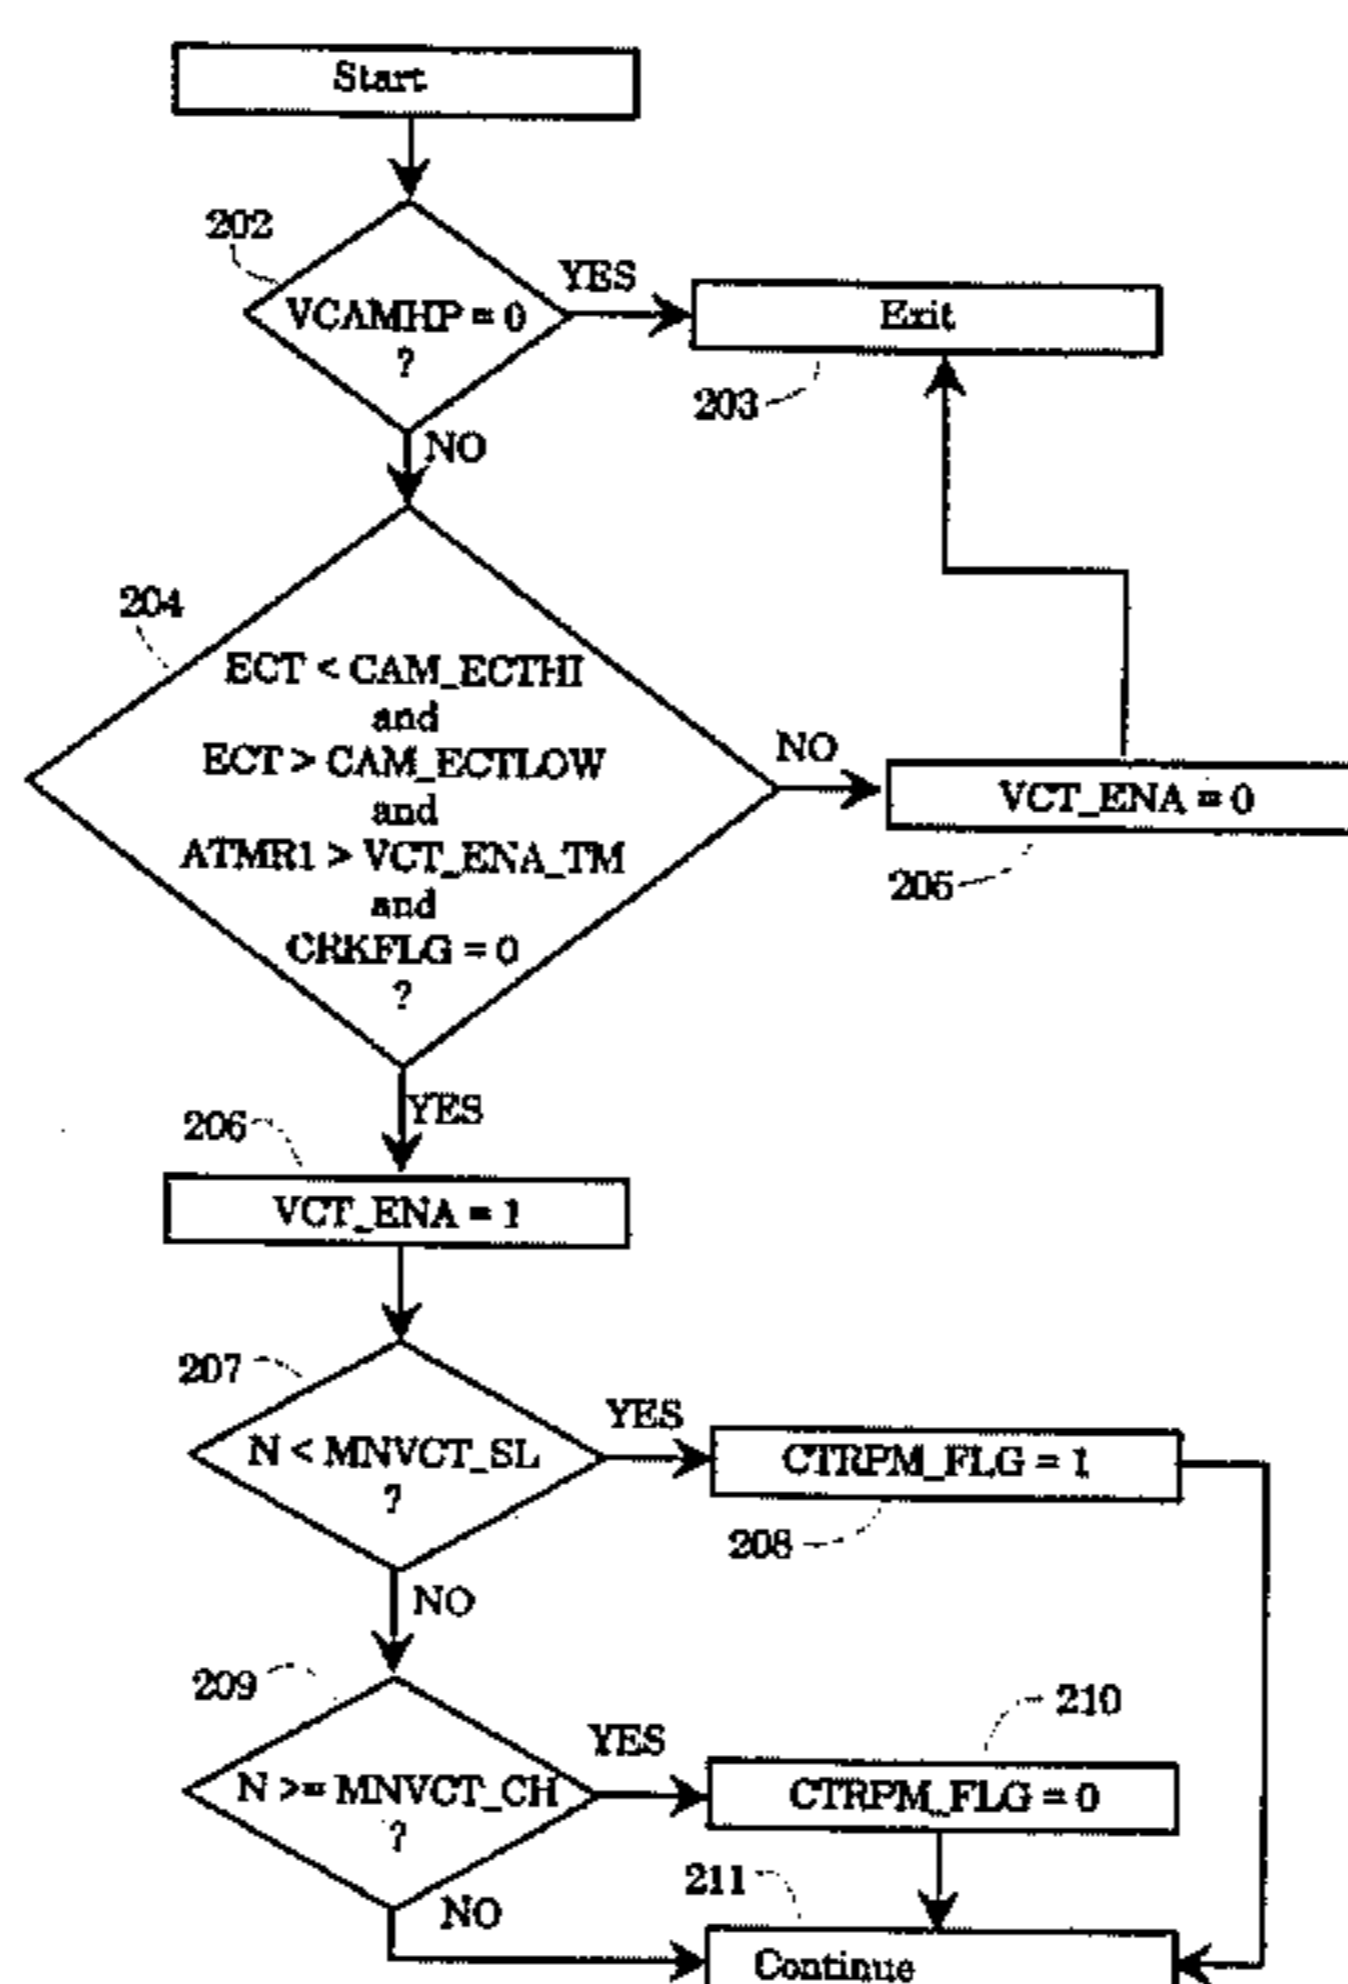 Start
202
VCAMHP = 0
?
YES
Exit
203
NO
204
ECT < CAM_ECTHI
and
ECT > CAM_ECTLOW
and
ATMR1 > VCT_ENA_TM
and
CRKFLG = 0
?
NO
VCT_ENA = 0
205
YES
206
VCT_ENA = 1
207
N < MNVCT_SL
?
YES
CTRPM_FLG = 1
208
NO
209
N >= MNVCT_CH
?
YES
210
CTRPM_FLG = 0
211
NO
Continue